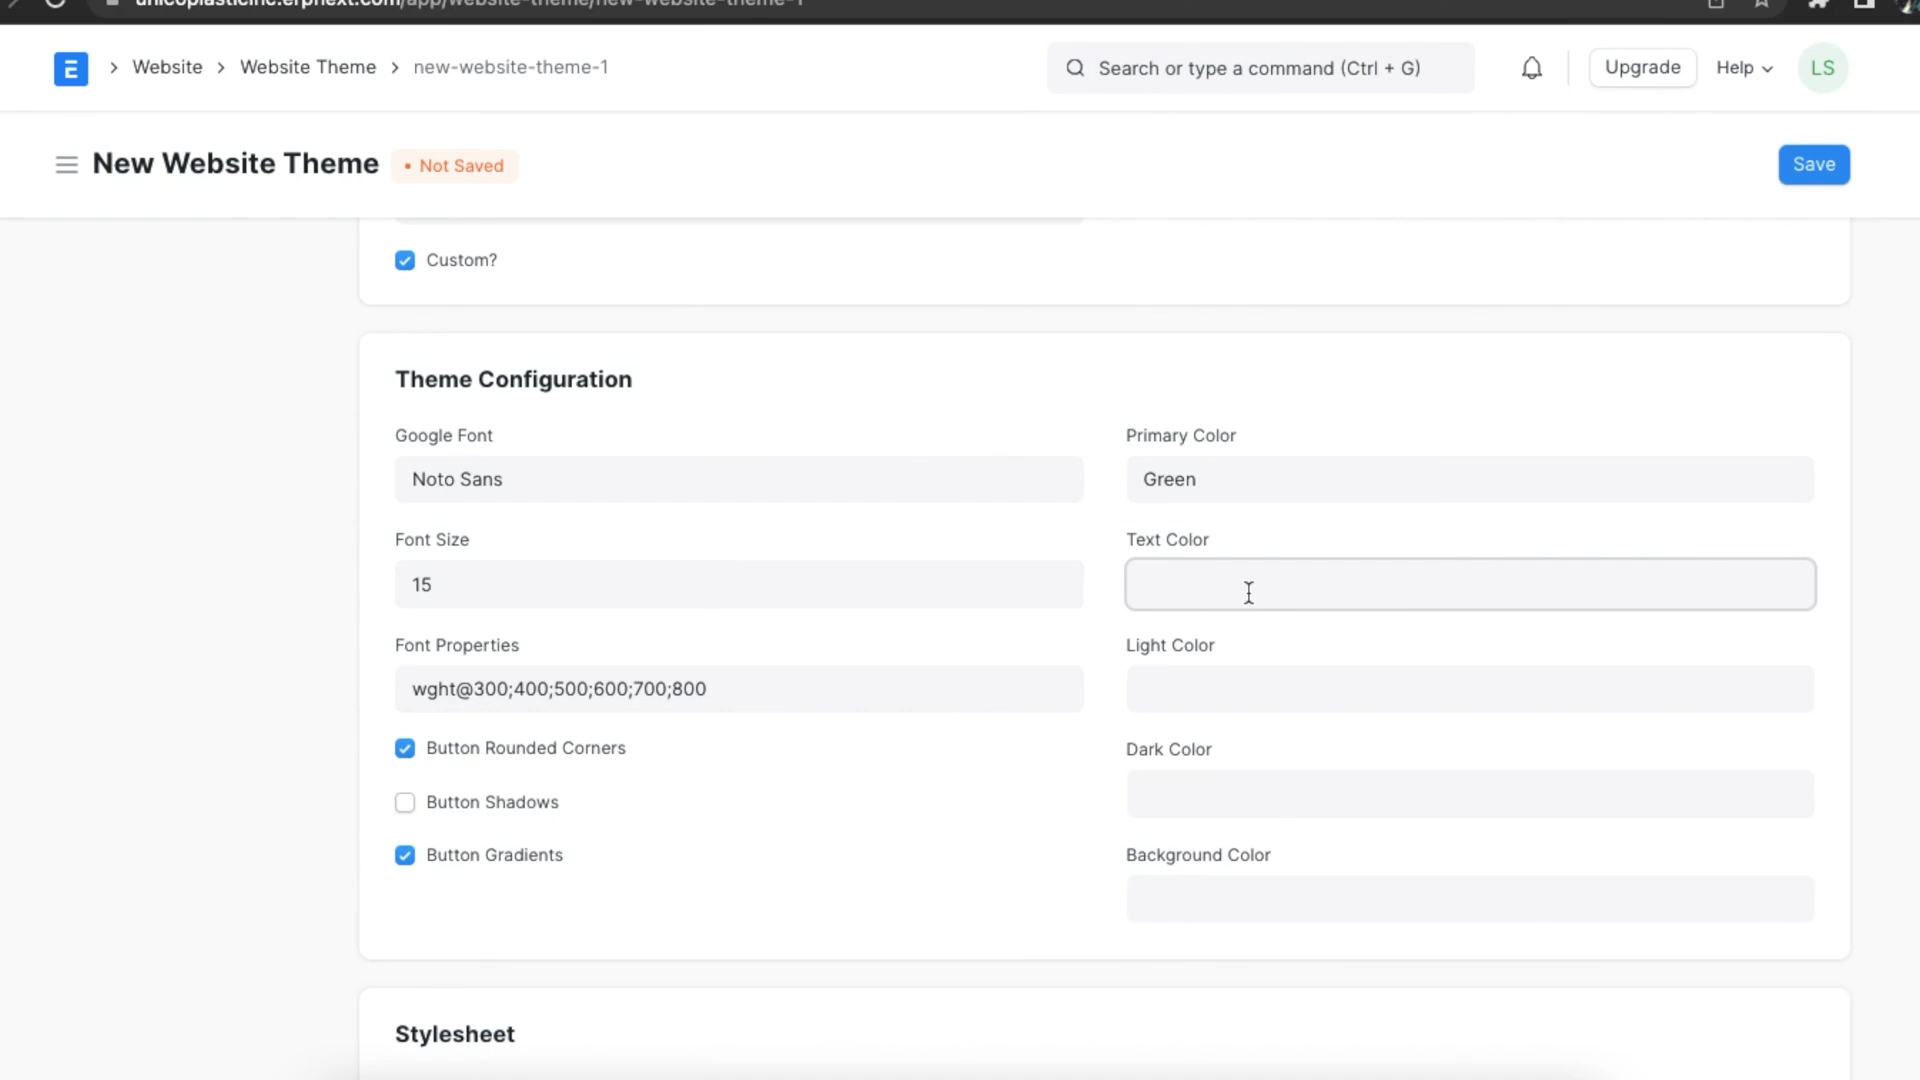 unicoplasticinc.erpnext.com/app/website-theme/new-website-theme-1
E > Website > Website Theme > new-website-theme-1
Search or type a command (Ctrl + G)
Upgrade
Help
LS
New Website Theme
• Not Saved
Save
Custom?
Theme Configuration
Google Font
Noto Sans
Font Size
15
Font Properties
wght@300;400;500;600;700;800
Button Rounded Corners
Button Shadows
Button Gradients
Primary Color
Green
Text Color
Light Color
Dark Color
Background Color
Stylesheet